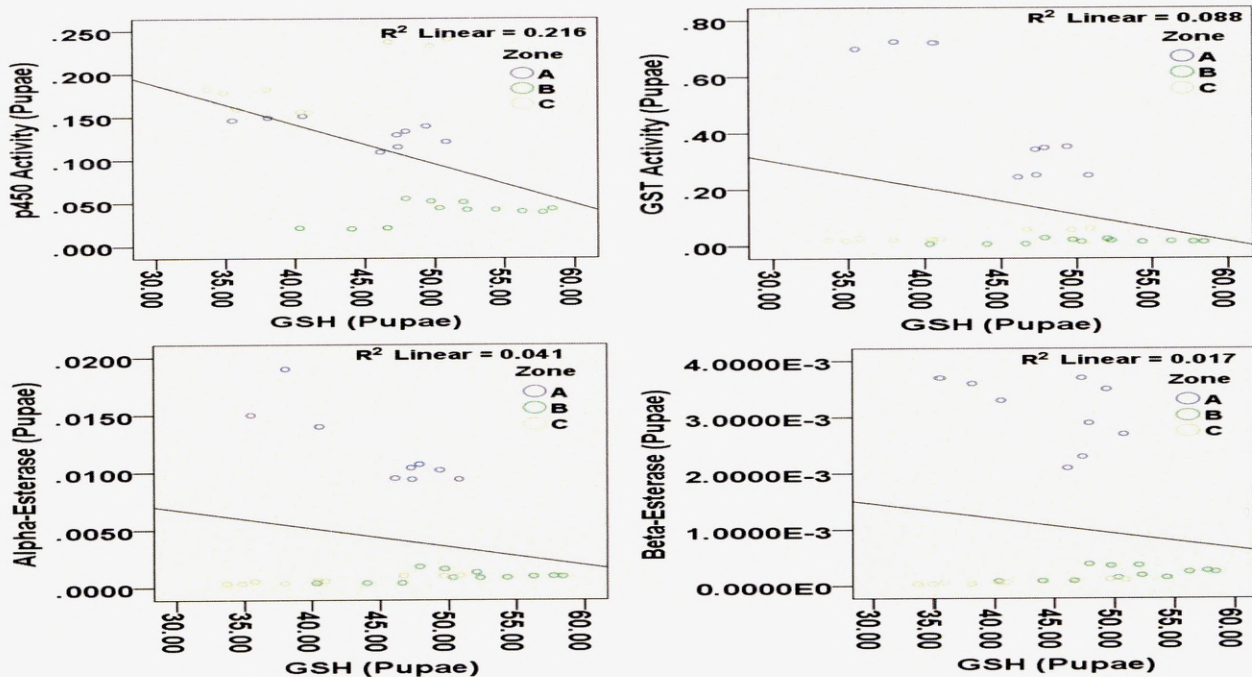 R² Linear = 0.216
Zone
A
B
C
p450 Activity (Pupae)
.250
.200
.150
.100
.050
.000
30.00
35.00
40.00
45.00
50.00
55.00
60.00
GSH (Pupae)
R² Linear = 0.088
Zone
A
B
C
GST Activity (Pupae)
.80
.60
.40
.20
.00
30.00
40.00
50.00
60.00
GSH (Pupae)
R² Linear = 0.041
Zone
A
B
C
Alpha-Esterase (Pupae)
.0200
.0150
.0100
.0050
.0000
30.00
35.00
40.00
45.00
50.00
55.00
60.00
GSH (Pupae)
R² Linear = 0.017
Zone
A
B
C
Beta-Esterase (Pupae)
4.0000E-3
3.0000E-3
2.0000E-3
1.0000E-3
0.0000E0
30.00
35.00
40.00
45.00
50.00
55.00
60.00
GSH (Pupae)